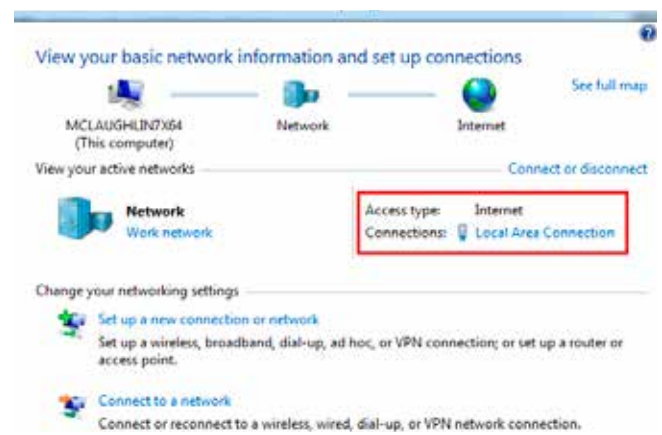 View your basic network information and set up connections
See full map
MCLAUGHLIN7X64
(This computer)
Network
Internet
View your active networks
Connect or disconnect
Network
Work network
Access type: Internet
Connections: Local Area Connection
Change your networking settings
Set up a new connection or network
Set up a wireless, broadband, dial-up, ad hoc, or VPN connection; or set up a router or
access point.
Connect to a network
Connect or reconnect to a wireless, wired, dial-up, or VPN network connection.